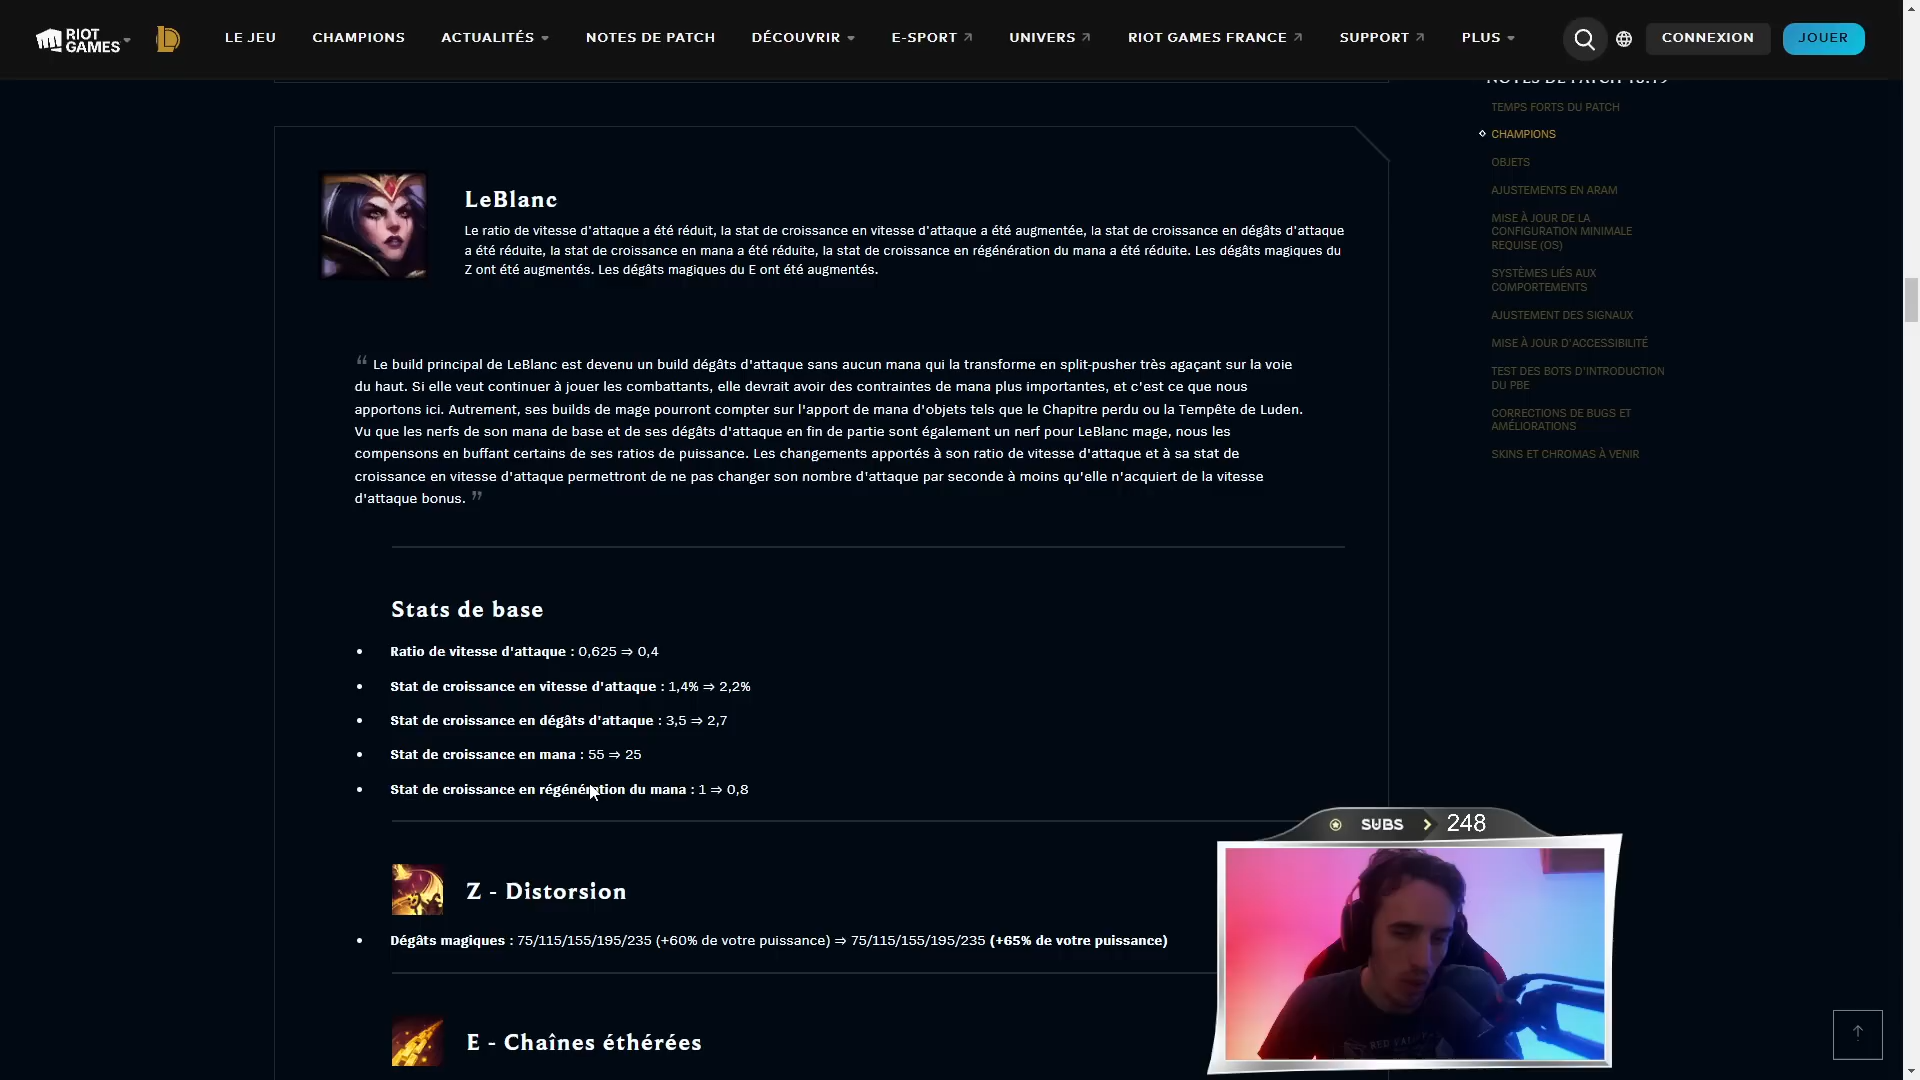 RIOT GAMES
LE JEU
CHAMPIONS
ACTUALITÉS
NOTES DE PATCH
DÉCOUVRIR
E-SPORT
UNIVERS
RIOT GAMES FRANCE
SUPPORT
PLUS
CONNEXION
JOUER
NOTES DE PATCH 13.19
TEMPS FORTS DU PATCH
CHAMPIONS
OBJETS
AJUSTEMENTS EN ARAM
MISE À JOUR DE LA
CONFIGURATION MINIMALE
REQUISE (OS)
SYSTÈMES LIÉS AUX
COMPORTEMENTS
AJUSTEMENT DES SIGNAUX
MISE À JOUR D'ACCESSIBILITÉ
TEST DES BOTS D'INTRODUCTION
DU PBE
CORRECTIONS DE BUGS ET
AMÉLIORATIONS
SKINS ET CHROMAS À VENIR
LeBlanc
Le ratio de vitesse d'attaque a été réduit, la stat de croissance en vitesse d'attaque a été augmentée, la stat de croissance en dégâts d'attaque
a été réduite, la stat de croissance en mana a été réduite, la stat de croissance en régénération du mana a été réduite. Les dégâts magiques du
Z ont été augmentés. Les dégâts magiques du E ont été augmentés.
“ Le build principal de LeBlanc est devenu un build dégâts d'attaque sans aucun mana qui la transforme en split-pusher très agaçant sur la voie
du haut. Si elle veut continuer à jouer les combattants, elle devrait avoir des contraintes de mana plus importantes, et c'est ce que nous
apportons ici. Autrement, ses builds de mage pourront compter sur l'apport de mana d'objets tels que le Chapitre perdu ou la Tempête de Luden.
Vu que les nerfs de son mana de base et de ses dégâts d'attaque en fin de partie sont également un nerf pour LeBlanc mage, nous les
compensons en buffant certains de ses ratios de puissance. Les changements apportés à son ratio de vitesse d'attaque et à sa stat de
croissance en vitesse d'attaque permettront de ne pas changer son nombre d'attaque par seconde à moins qu'elle n'acquiert de la vitesse
d'attaque bonus. ”
Stats de base
• Ratio de vitesse d'attaque : 0,625 ⇒ 0,4
• Stat de croissance en vitesse d'attaque : 1,4% ⇒ 2,2%
• Stat de croissance en dégâts d'attaque : 3,5 ⇒ 2,7
• Stat de croissance en mana : 55 ⇒ 25
• Stat de croissance en régénération du mana : 1 ⇒ 0,8
Z - Distorsion
• Dégâts magiques : 75/115/155/195/235 (+60% de votre puissance) ⇒ 75/115/155/195/235 (+65% de votre puissance)
E - Chaînes éthérées
SUBS > 248